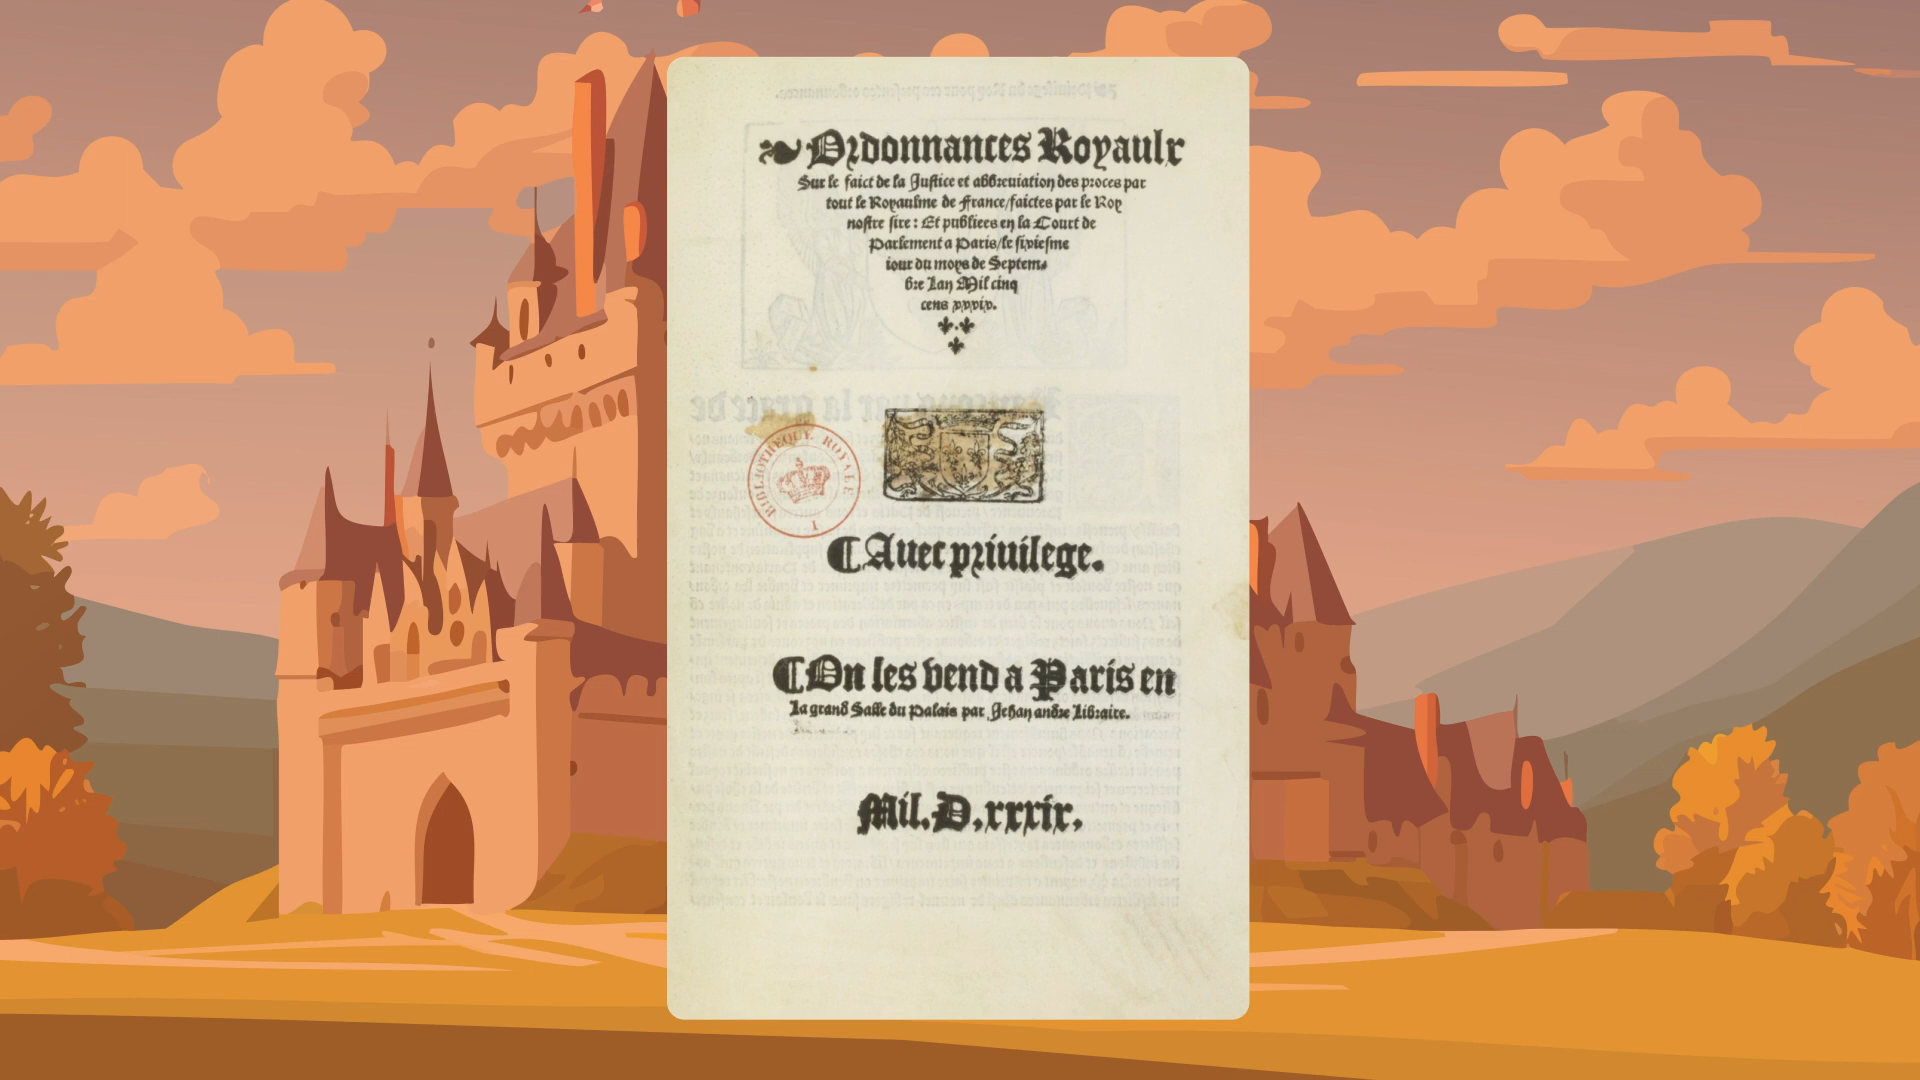 ❧ Ordonnances Royaulx
Sur le faict de la Justice et abbreuiation des proces par
tout le Royaulme de France/faictes par le Roy
nostre sire: Et publiees en la Court de
Parlement a Paris/le sixiesme
iour du moys de Septem-
bre Lan Mil cinq
cens xxxix.
BIBLIOTHEQUE ROYALE
I
¶Auec priuilege.
¶On les vend a Paris en
la grand Salle du Palais par Jehan andre Libraire.
Mil.D.xxxix.